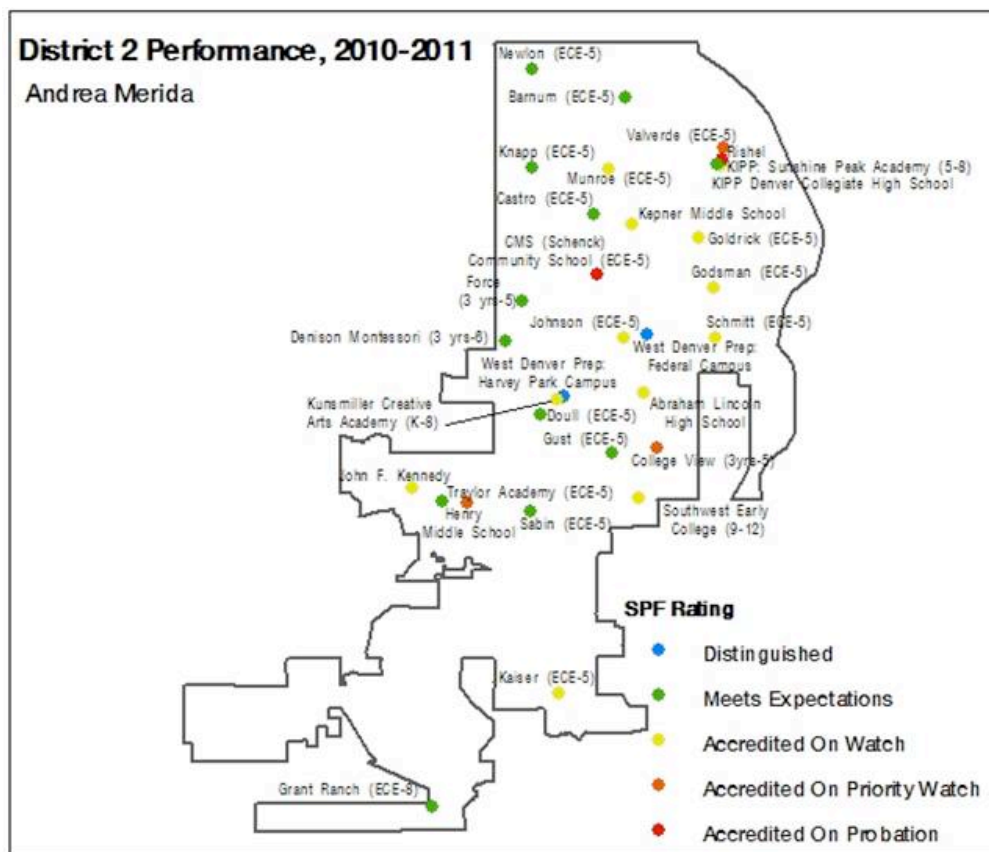 District 2 Performance, 2010-2011
Andrea Merida
Newlon (ECE-5)
Barnum (ECE-5)
Valverde (ECE-5)
Rishel
KIPP: Sunshine Peak Academy (5-8)
KIPP Denver Collegiate High School
Knapp (ECE-5)
Munroe (ECE-5)
Castro (ECE-5)
Kepner Middle School
Goldrick (ECE-5)
CMS (Schenck)
Community School (ECE-5)
Godsman (ECE-5)
Force
(3 yrs-5)
Johnson (ECE-5)
Schmitt (ECE-5)
Denison Montessori (3 yrs-6)
West Denver Prep:
Federal Campus
West Denver Prep:
Harvey Park Campus
Kunsmiller Creative
Arts Academy (K-8)
Doull (ECE-5)
Abraham Lincoln
High School
Gust (ECE-5)
College View (3yrs-5)
John F. Kennedy
Traylor Academy (ECE-5)
Henry
Middle School
Sabin (ECE-5)
Southwest Early
College (9-12)
Kaiser (ECE-5)
Grant Ranch (ECE-8)
SPF Rating
Distinguished
Meets Expectations
Accredited On Watch
Accredited On Priority Watch
Accredited On Probation